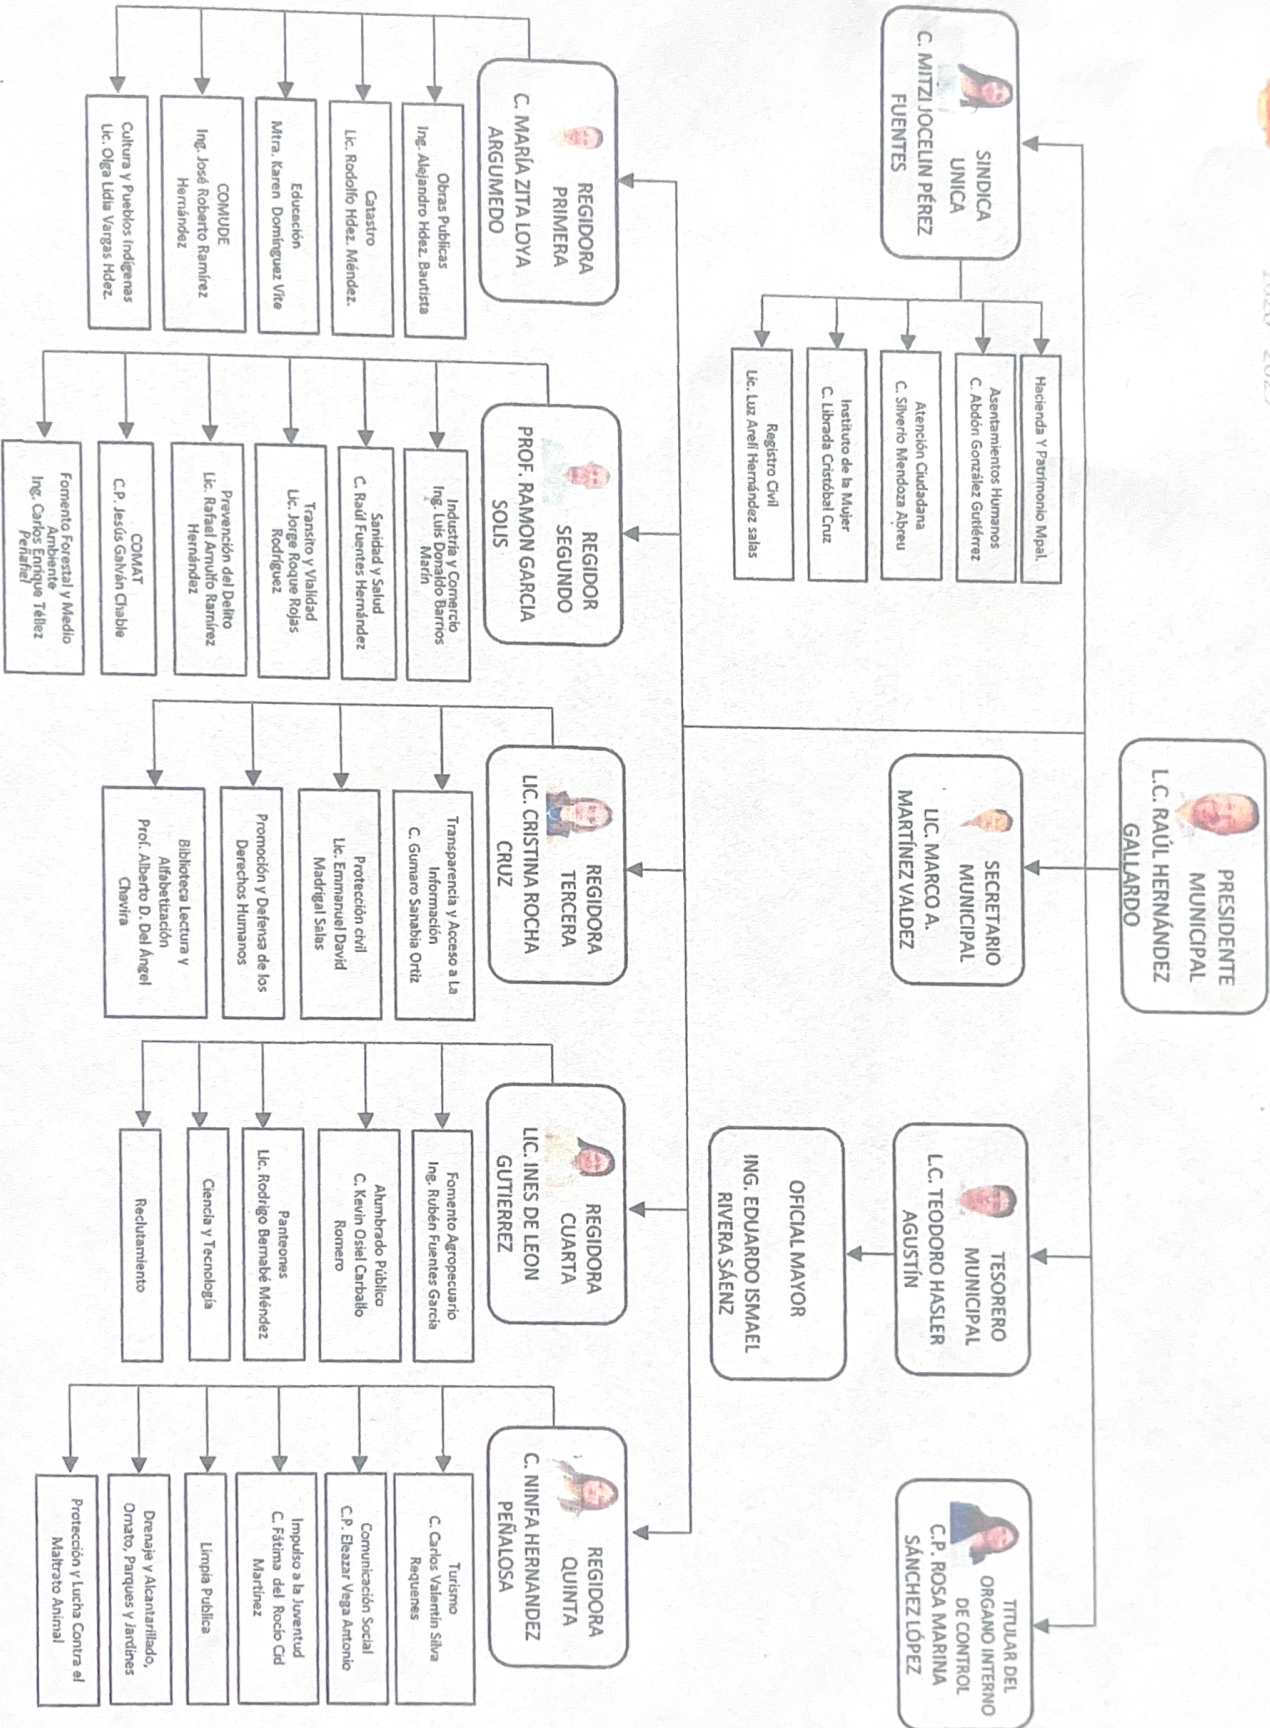 PRESIDENTE
MUNICIPAL
L.C. RAÚL HERNÁNDEZ
GALLARDO
SINDICA
UNICA
C. MITZI JOCELIN PÉREZ
FUENTES
SECRETARIO
MUNICIPAL
LIC. MARCO A.
MARTÍNEZ VALDEZ
TESORERO
MUNICIPAL
L.C. TEODORO HASLER
AGUSTÍN
TITULAR DEL
ORGANO INTERNO
DE CONTROL
C.P. ROSA MARINA
SÁNCHEZ LÓPEZ
Hacienda Y Patrimonio Mpal.
Asentamientos Humanos
C. Abdón González Gutiérrez
Atención Ciudadana
C. Silverio Mendoza Abreu
Instituto de la Mujer
C. Librada Cristóbal Cruz
Registro Civil
Lic. Luz Areli Hernández salas
OFICIAL MAYOR
ING. EDUARDO ISMAEL
RIVERA SÁENZ
REGIDORA
PRIMERA
C. MARÍA ZITA LOYA
ARGUMEDO
Obras Publicas
Ing. Alejandro Hdez. Bautista
Catastro
Lic. Rodolfo Hdez. Méndez.
Educación
Mtra. Karen Domínguez Vite
COMUDE
Ing. José Roberto Ramírez
Hernández
Cultura y Pueblos Indígenas
Lic. Olga Lidia Vargas Hdez.
REGIDOR
SEGUNDO
PROF. RAMON GARCIA
SOLIS
Industria y Comercio
Ing. Luis Donaldo Barrios
Marín
Sanidad y Salud
C. Raúl Fuentes Hernández
Transito y Vialidad
Lic. Jorge Roque Rojas
Rodríguez
Prevención del Delito
Lic. Rafael Arnulfo Ramírez
Hernández
COMAT
C.P. Jesús Galván Chable
Fomento Forestal y Medio
Ambiente
Ing. Carlos Enrique Téllez
Peñafiel
REGIDORA
TERCERA
LIC. CRISTINA ROCHA
CRUZ
Transparencia y Acceso a La
Información
C. Gumaro Sanabia Ortiz
Protección civil
Lic. Emmanuel David
Madrigal Salas
Promoción y Defensa de los
Derechos Humanos
Biblioteca Lectura y
Alfabetización
Prof. Alberto D. Del Ángel
Chavira
REGIDORA
CUARTA
LIC. INES DE LEON
GUTIERREZ
Fomento Agropecuario
Ing. Rubén Fuentes García
Alumbrado Público
C. Kevin Osiel Carballo
Romero
Panteones
Lic. Rodrigo Bernabé Méndez
Ciencia y Tecnología
Reclutamiento
REGIDORA
QUINTA
C. NINFA HERNANDEZ
PEÑALOSA
Turismo
C. Carlos Valentín Silva
Requenes
Comunicación Social
C.P. Eleazar Vega Antonio
Impulso a la Juventud
C. Fátima del Rocío Cid
Martínez
Limpia Publica
Drenaje y Alcantarillado,
Ornato, Parques y Jardines
Protección y Lucha Contra el
Maltrato Animal